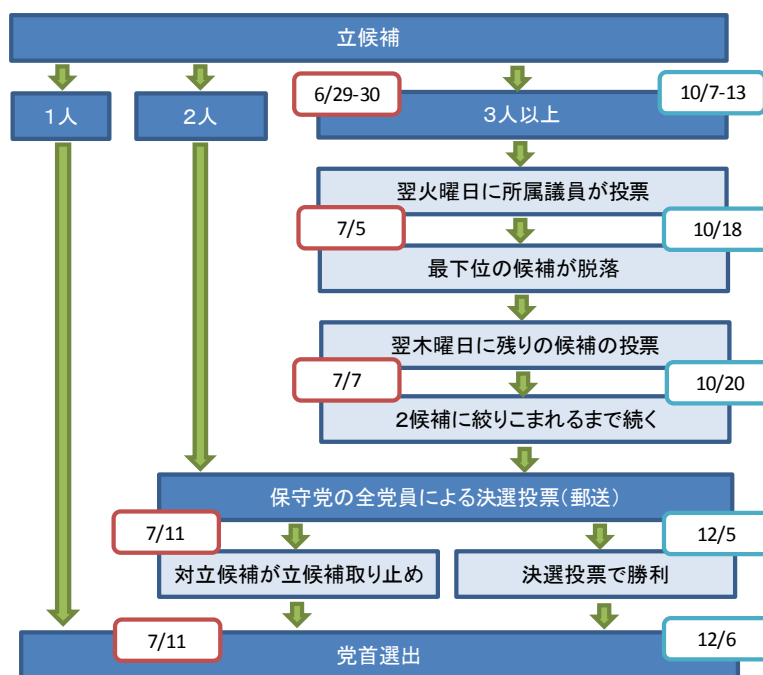 立候補
6/29-30
10/7-13
1人
2人
3人以上
翌火曜日に所属議員が投票
7/5
10/18
最下位の候補が脱落
翌木曜日に残りの候補の投票
7/7
10/20
2候補に絞りこまれるまで続く
保守党の全党員による決選投票(郵送)
7/11
12/5
対立候補が立候補取り止め
決選投票で勝利
7/11
12/6
党首選出